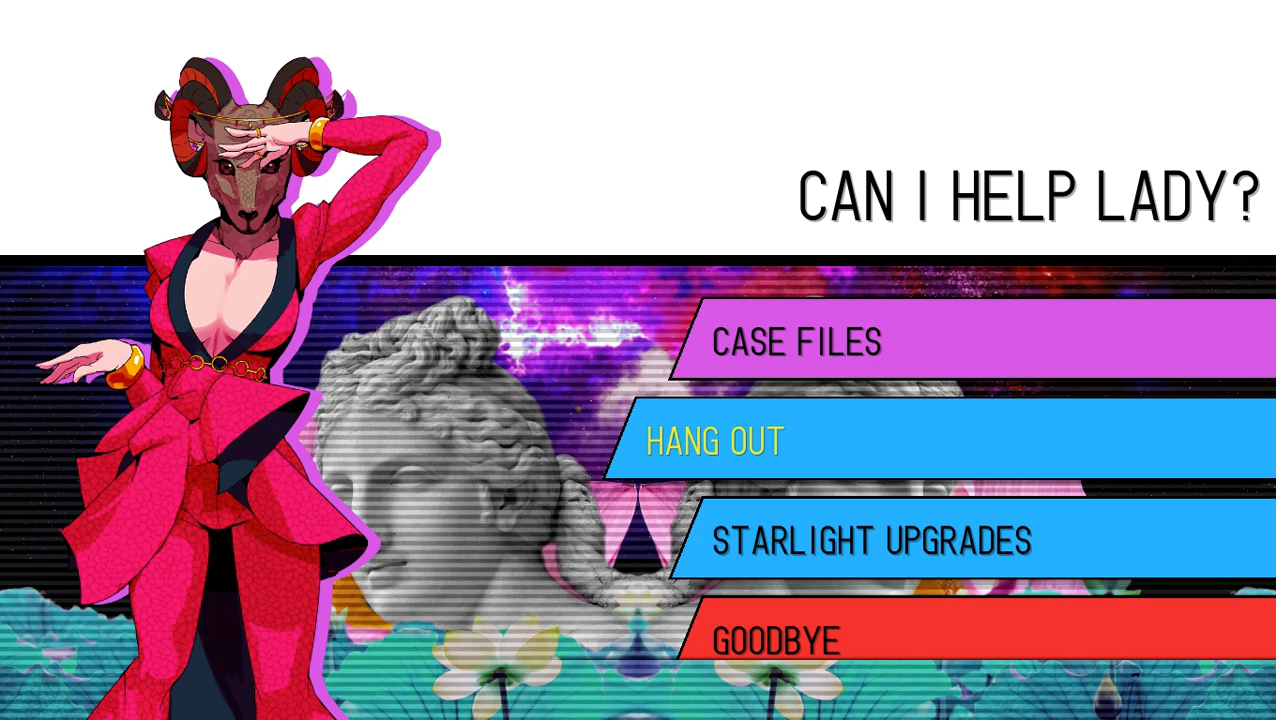 CAN I HELP LADY?
CASE FILES
HANG OUT
STARLIGHT UPGRADES
GOODBYE